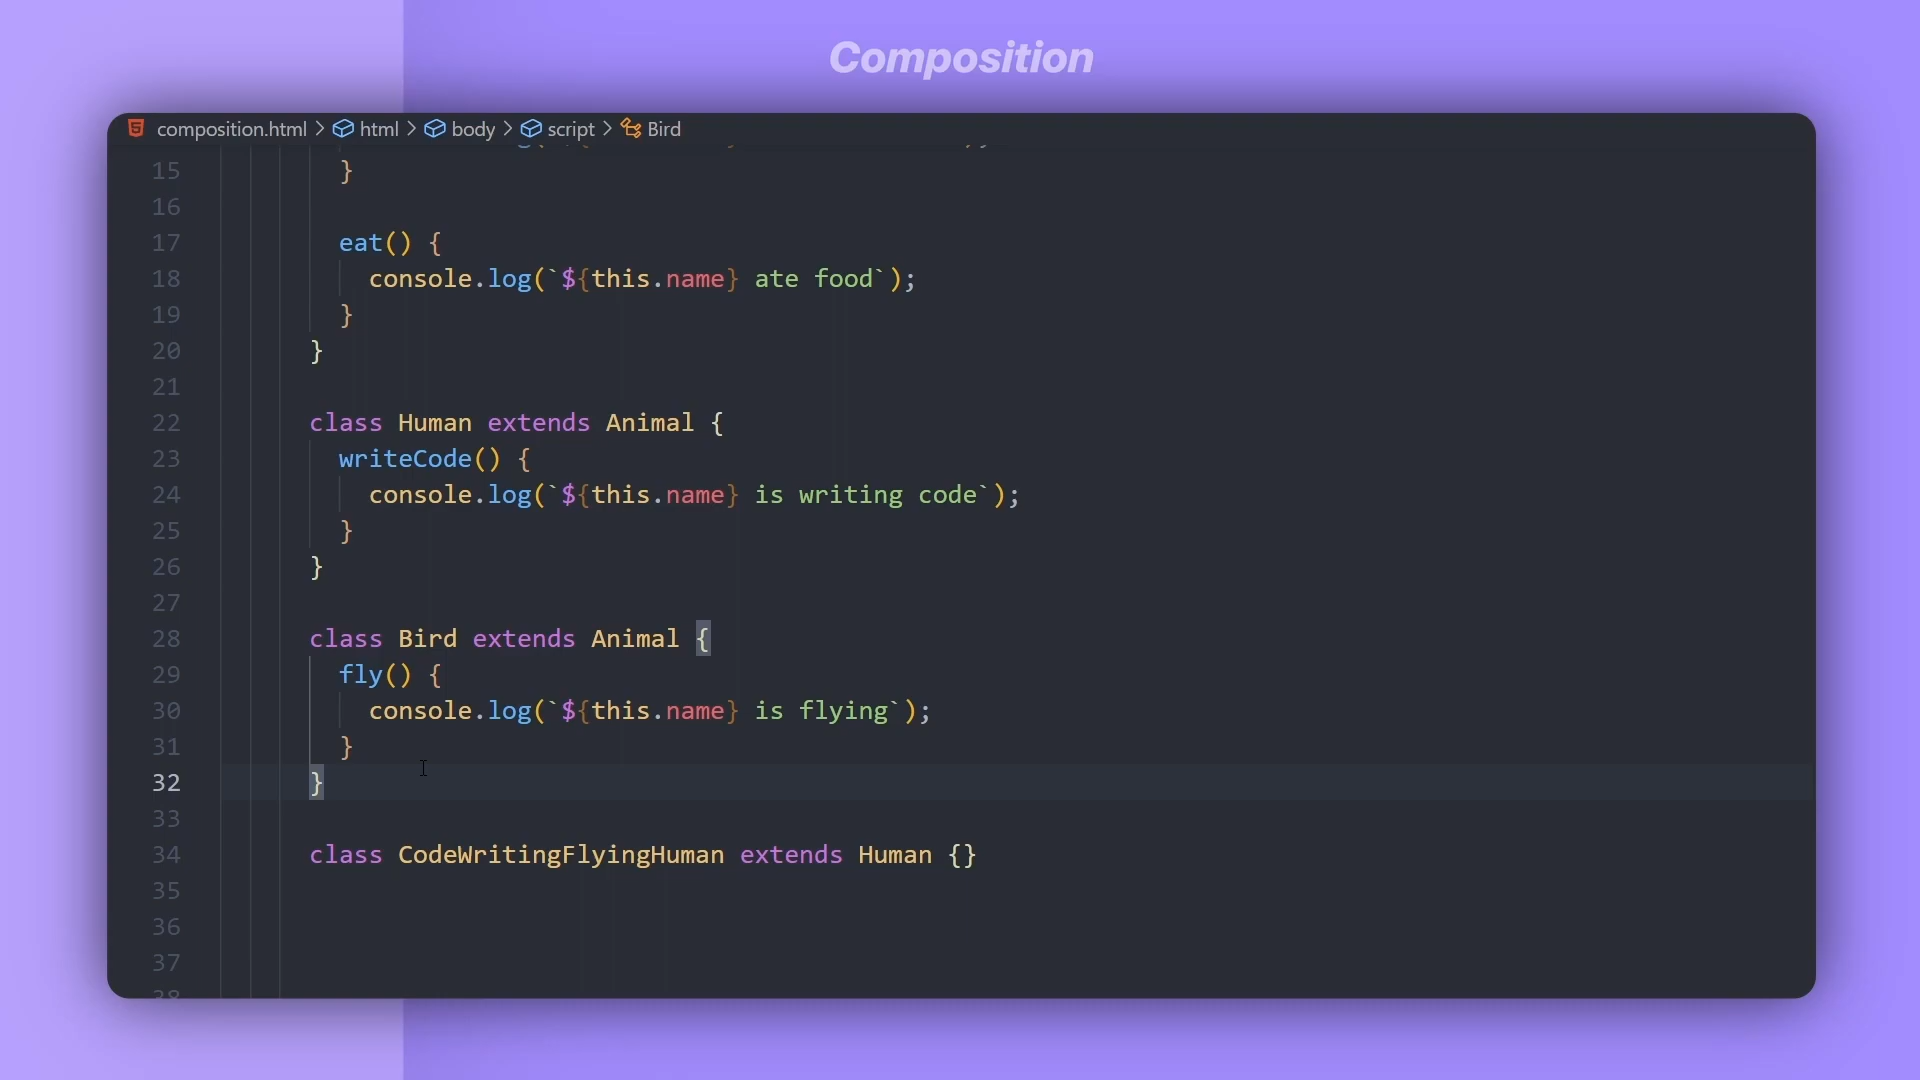 Composition
composition.html > html > body > script > Bird
15 }
16
17 eat() {
18 console.log(`${this.name} ate food`);
19 }
20 }
21
22 class Human extends Animal {
23 writeCode() {
24 console.log(`${this.name} is writing code`);
25 }
26 }
27
28 class Bird extends Animal {
29 fly() {
30 console.log(`${this.name} is flying`);
31 }
32 }
33
34 class CodeWritingFlyingHuman extends Human {}
35
36
37
38